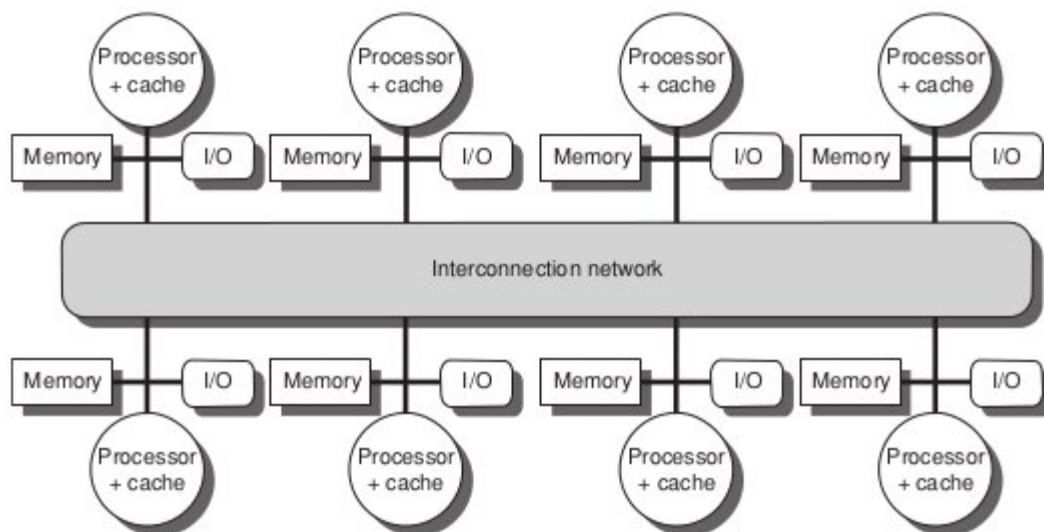 Processor
+ cache
Processor
+ cache
Processor
+ cache
Processor
+ cache
Memory
I/O
Memory
I/O
Memory
I/O
Memory
I/O
Interconnection network
Memory
I/O
Memory
I/O
Memory
I/O
Memory
I/O
Processor
+ cache
Processor
+ cache
Processor
+ cache
Processor
+ cache